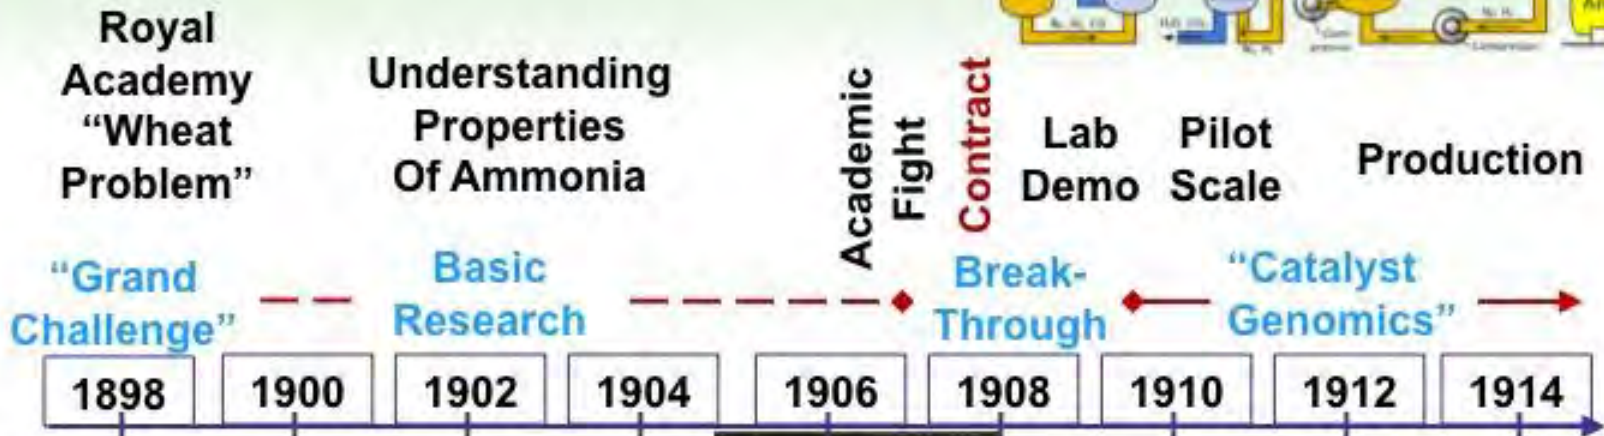 Royal
Academy
“Wheat
Problem”
Understanding
Properties
Of Ammonia
Academic
Fight
Contract
Lab
Demo
Pilot
Scale
Production
“Grand
Challenge”
Basic
Research
Break-
Through
“Catalyst
Genomics”
1898
1900
1902
1904
1906
1908
1910
1912
1914